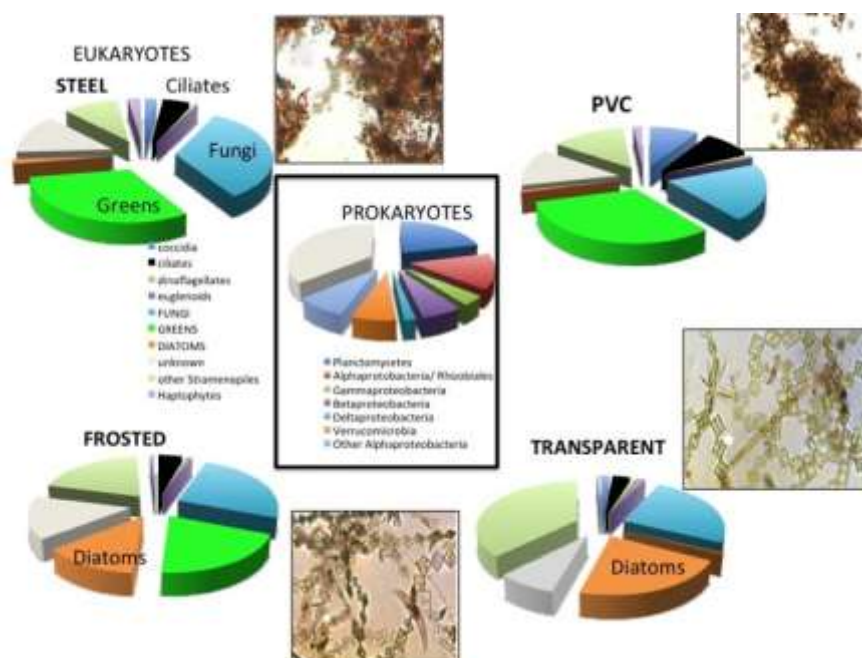 EUKARYOTES
STEEL
Ciliates
Fungi
Greens
coccidia
ciliates
dinoflagellates
euglenoids
FUNGI
GREENS
DIATOMS
unknown
other Stramenopiles
Haptophytes
PROKARYOTES
Planctomycetes
Alphaprotobacteria/ Rhizobiales
Gammaproteobacteria
Betaproteobacteria
Deltaproteobacteria
Verrucomicrobia
Other Alphaproteobacteria
PVC
FROSTED
Diatoms
TRANSPARENT
Diatoms